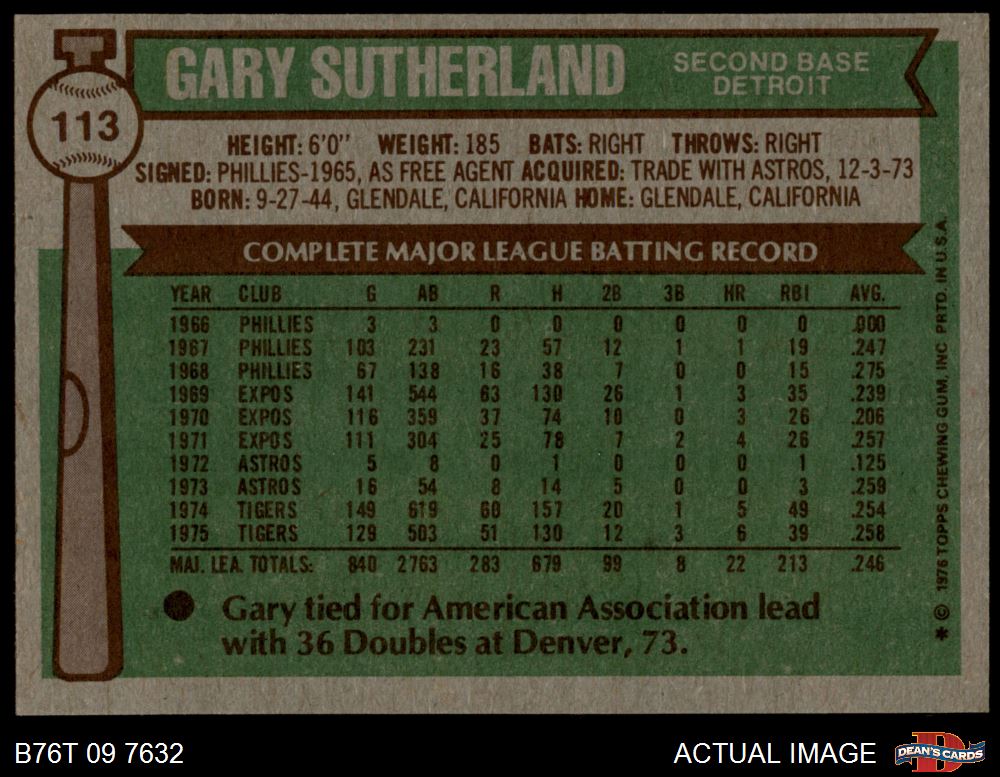 113
GARY SUTHERLAND
SECOND BASE
DETROIT
HEIGHT: 6'0" WEIGHT: 185 BATS: RIGHT THROWS: RIGHT
SIGNED: PHILLIES-1965, AS FREE AGENT ACQUIRED: TRADE WITH ASTROS, 12-3-73
BORN: 9-27-44, GLENDALE, CALIFORNIA HOME: GLENDALE, CALIFORNIA
COMPLETE MAJOR LEAGUE BATTING RECORD
YEAR CLUB G AB R H 2B 3B HR RBI AVG.
1966 PHILLIES 3 3 0 0 0 0 0 0 .000
1967 PHILLIES 103 231 23 57 12 1 1 19 .247
1968 PHILLIES 67 138 16 38 7 0 0 15 .275
1969 EXPOS 141 544 63 130 26 1 3 35 .239
1970 EXPOS 116 359 37 74 10 0 3 26 .206
1971 EXPOS 111 304 25 78 7 2 4 26 .257
1972 ASTROS 5 8 0 1 0 0 0 1 .125
1973 ASTROS 16 54 8 14 5 0 0 3 .259
1974 TIGERS 149 619 60 157 20 1 5 49 .254
1975 TIGERS 129 503 51 130 12 3 6 39 .258
MAJ. LEA. TOTALS: 840 2763 283 679 99 8 22 213 .246
Gary tied for American Association lead
with 36 Doubles at Denver, 73.
* © 1976 TOPPS CHEWING GUM, INC. PRTD. IN U.S.A.
B76T 09 7632
ACTUAL IMAGE
D
DEAN'S CARDS